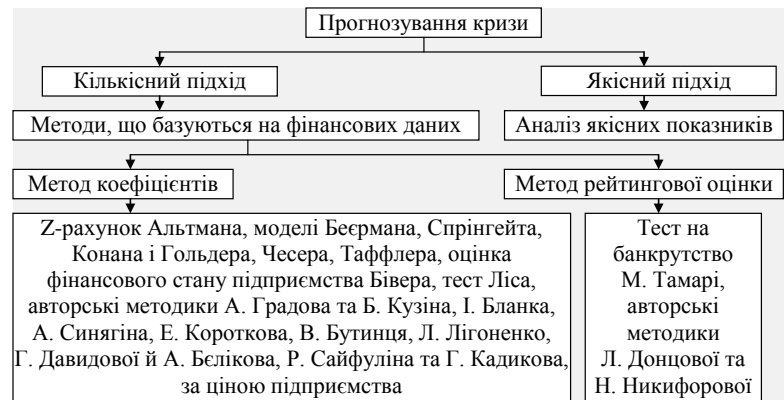 Прогнозування кризи
Кількісний підхід
Якісний підхід
Методи, що базуються на фінансових даних
Аналіз якісних показників
Метод коефіцієнтів
Метод рейтингової оцінки
Z-рахунок Альтмана, моделі Беєрмана, Спрінгейта,
Конана і Гольдера, Чесера, Таффлера, оцінка
фінансового стану підприємства Бівера, тест Ліса,
авторські методики А. Градова та Б. Кузіна, І. Бланка,
А. Синягіна, Е. Короткова, В. Бутинця, Л. Лігоненко,
Г. Давидової й А. Бєлікова, Р. Сайфуліна та Г. Кадикова,
за ціною підприємства
Тест на
банкрутство
М. Тамарі,
авторські
методики
Л. Донцової та
Н. Никифорової